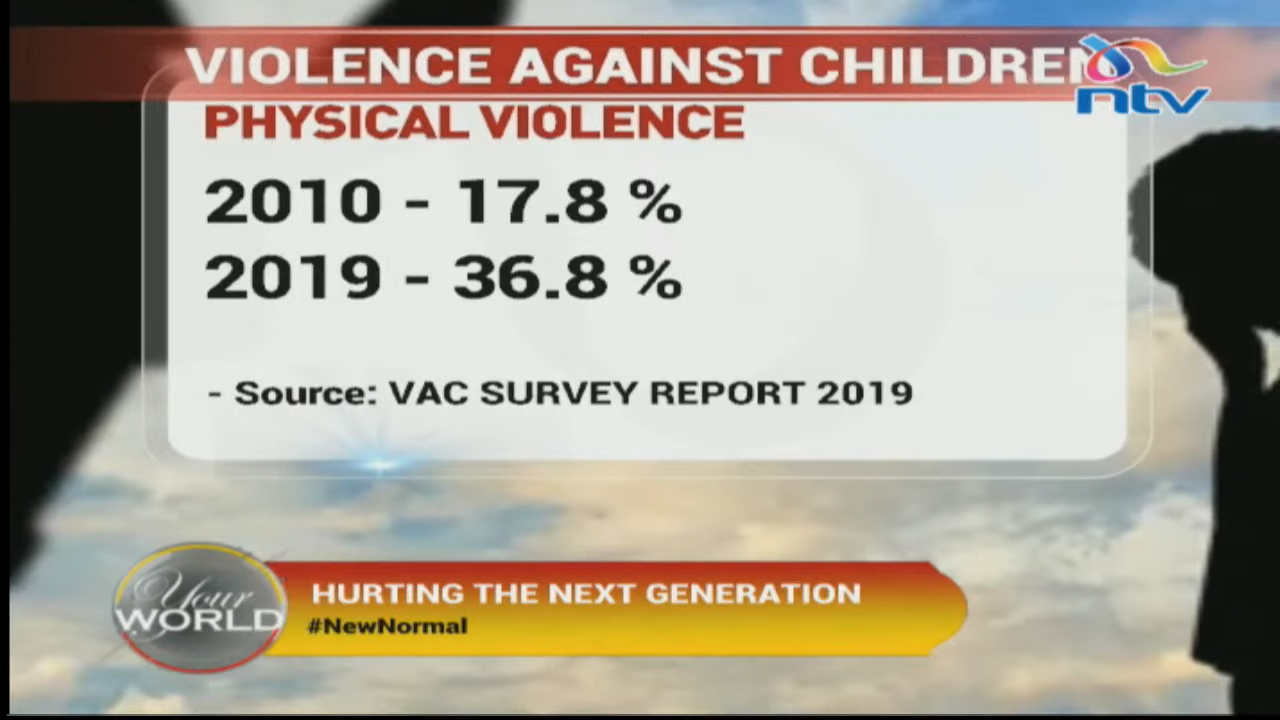 VIOLENCE AGAINST CHILDREN
ntv
PHYSICAL VIOLENCE
2010 - 17.8 %
2019 - 36.8 %
- Source: VAC SURVEY REPORT 2019
Your
WORLD
HURTING THE NEXT GENERATION
#NewNormal